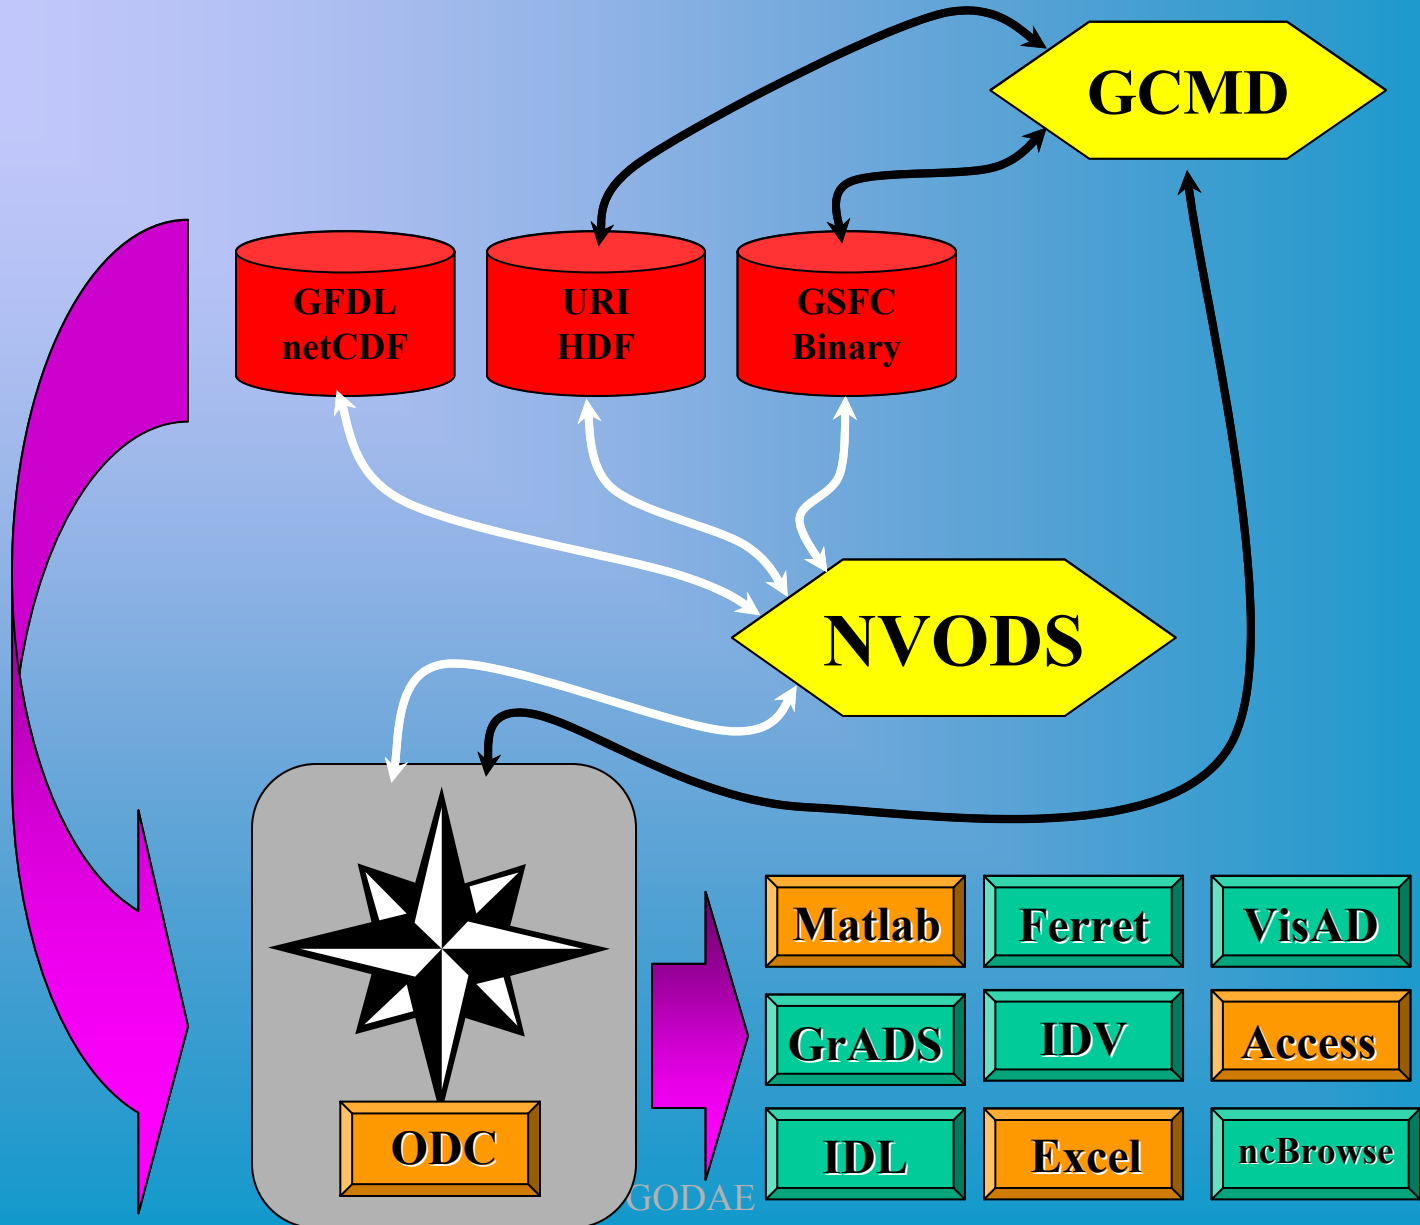 GCMD
GFDL
netCDF
URI
HDF
GSFC
Binary
NVODS
Matlab
Ferret
VisAD
GrADS
IDV
Access
ODC
IDL
Excel
ncBrowse
GODAE